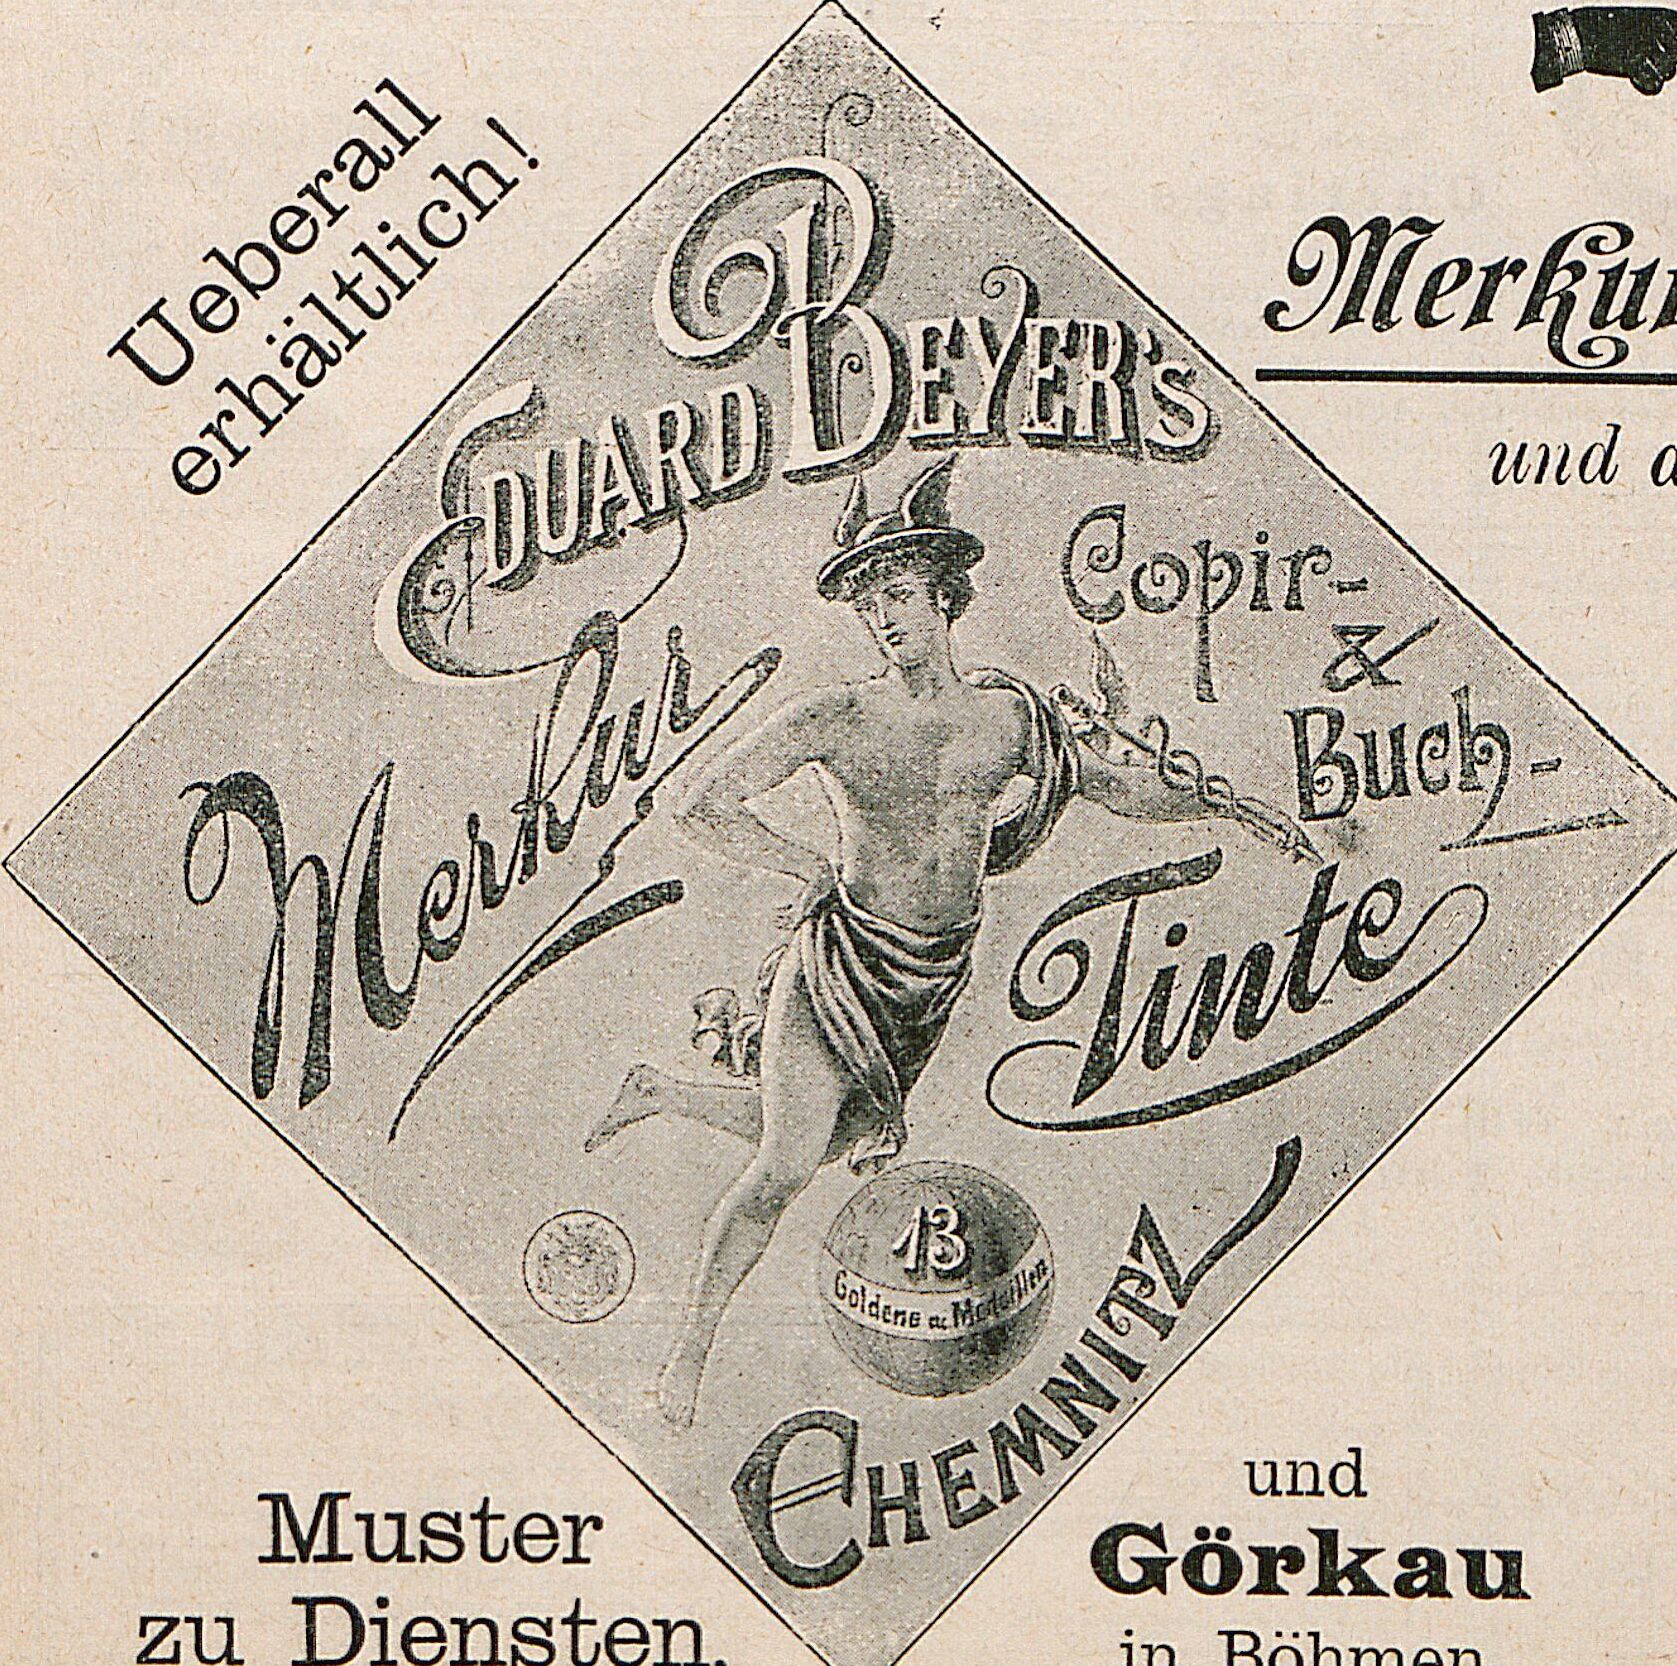 Ueberall
erhältlich!
EDUARD BEYER'S
Merkur
Copir-
&
Buch-
Tinte
13
Goldene etc. Medaillen
CHEMNITZ
Merkur
und
Muster
zu Diensten.
und
Görkau
in Böhmen